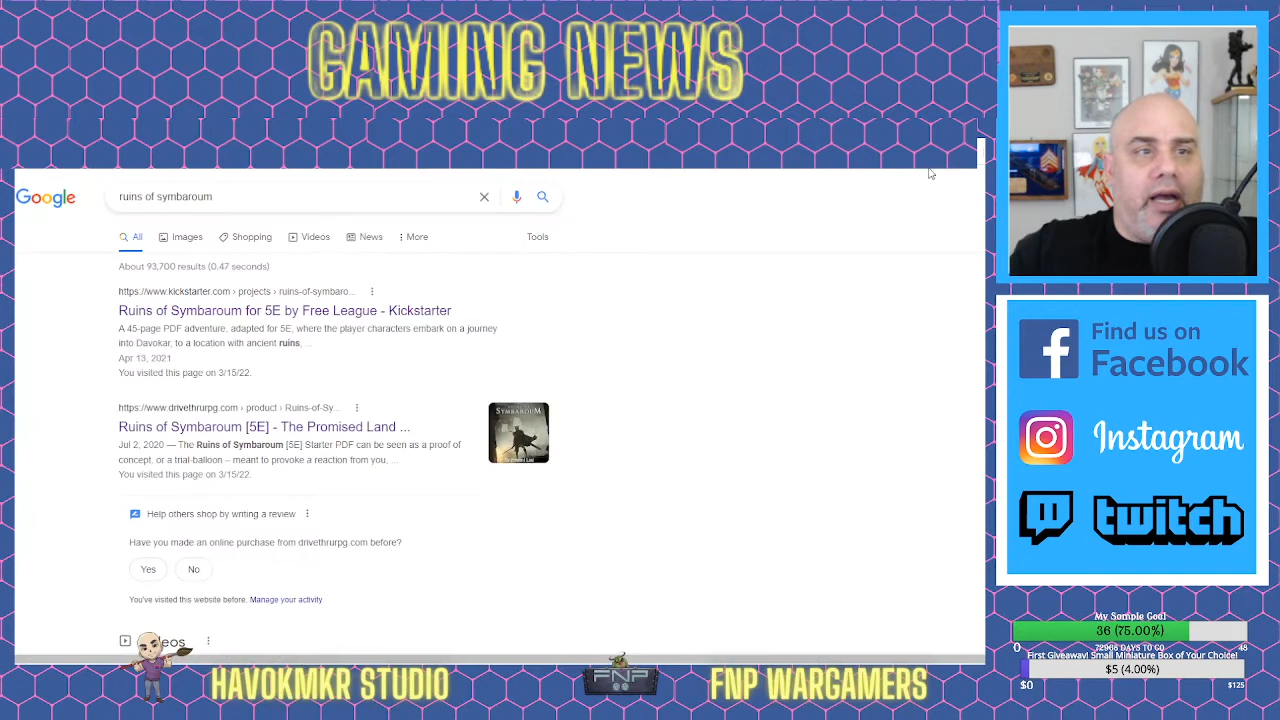 GAMING NEWS
Google
ruins of symbaroum
All Images Shopping Videos News More Tools
About 93,700 results (0.47 seconds)
https://www.kickstarter.com › projects › ruins-of-symbaro...
Ruins of Symbaroum for 5E by Free League - Kickstarter
A 45-page PDF adventure, adapted for 5E, where the player characters embark on a journey
into Davokar, to a location with ancient ruins, ...
Apr 13, 2021
You visited this page on 3/15/22.
https://www.drivethrurpg.com › product › Ruins-of-Sy...
Ruins of Symbaroum [5E] - The Promised Land ...
Jul 2, 2020 — The Ruins of Symbaroum [5E] Starter PDF can be seen as a proof of
concept, or a trial-balloon – meant to provoke a reaction from you, ...
You visited this page on 3/15/22.
SYMBAROUM
Help others shop by writing a review
Have you made an online purchase from drivethrurpg.com before?
Yes No
You've visited this website before. Manage your activity
HAVOKMKR STUDIO
FNP
FNP WARGAMERS
Find us on
Facebook
Instagram
twitch
My Sample Goal
36 (75.00%)
0 48
First Giveaway! Small Miniature Box of Your Choice!
$5 (4.00%)
$0 $125